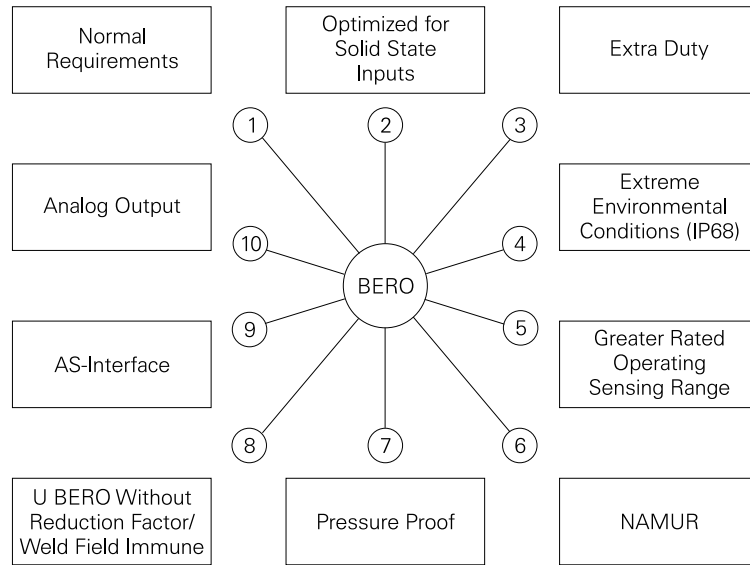 Normal
Requirements
Optimized for
Solid State
Inputs
Extra Duty
1
2
3
Analog Output
Extreme
Environmental
Conditions (IP68)
10
4
BERO
9
5
AS-Interface
Greater Rated
Operating
Sensing Range
8
7
6
U BERO Without
Reduction Factor/
Weld Field Immune
Pressure Proof
NAMUR